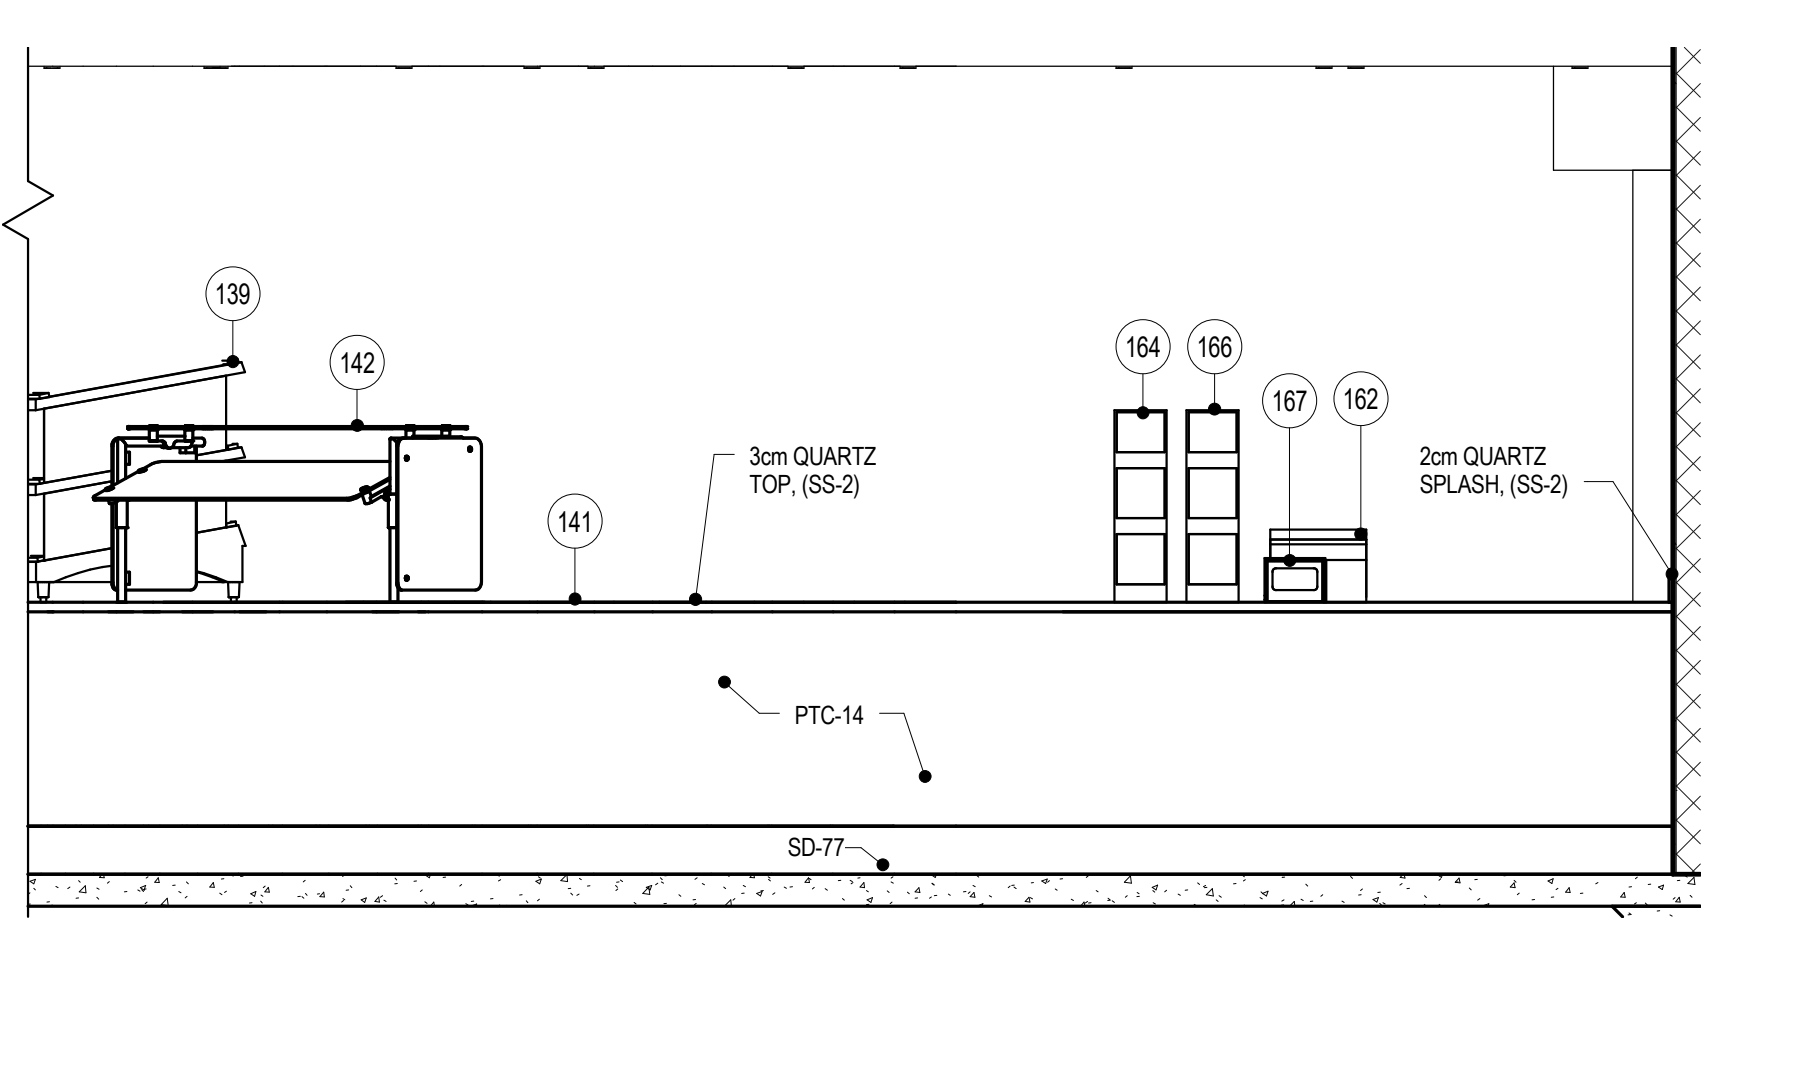 139
142
164
166
167
162
3cm QUARTZ
TOP, (SS-2)
2cm QUARTZ
SPLASH, (SS-2)
141
PTC-14
SD-77